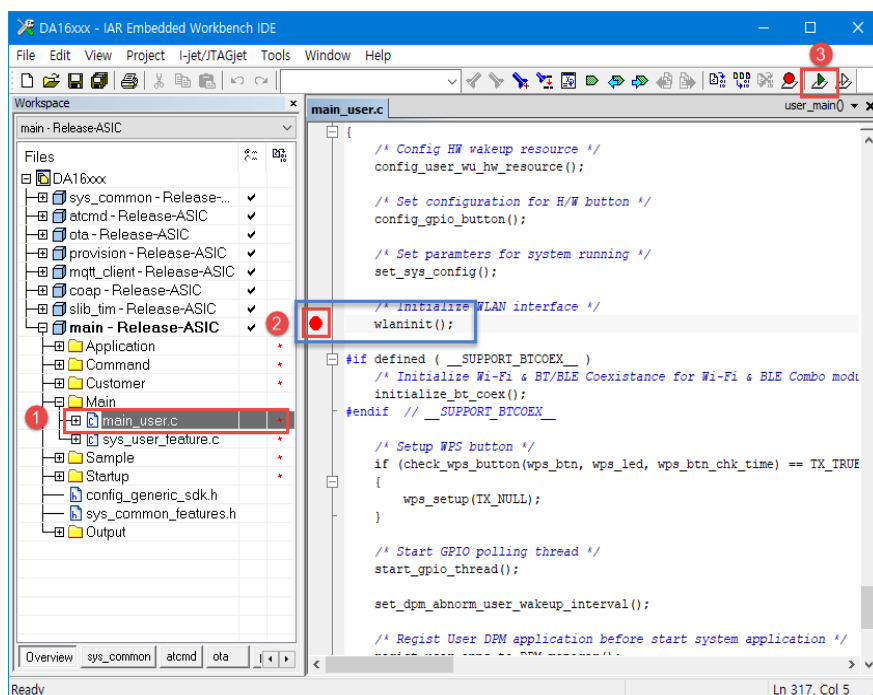 DA16xxx - IAR Embedded Workbench IDE
File Edit View Project I-jet/JTAGjet Tools Window Help
3
Workspace
main - Release-ASIC
Files
DA16xxx
sys_common - Release-...
atcmd - Release-ASIC
ota - Release-ASIC
provision - Release-ASIC
mqtt_client - Release-ASIC
coap - Release-ASIC
slib_tim - Release-ASIC
main - Release-ASIC
Application
Command
Customer
Main
1
main_user.c
sys_user_feature.c
Sample
Startup
config_generic_sdk.h
sys_common_features.h
Output
Overview sys_common atcmd ota
main_user.c
user_main()
{
/* Config HW wakeup resource */
config_user_wu_hw_resource();
/* Set configuration for H/W button */
config_gpio_button();
/* Set paramters for system running */
set_sys_config();
/* Initialize WLAN interface */
2
wlaninit();
#if defined ( __SUPPORT_BTCOEX__ )
/* Initialize Wi-Fi & BT/BLE Coexistance for Wi-Fi & BLE Combo modu
initialize_bt_coex();
#endif // __SUPPORT_BTCOEX__
/* Setup WPS button */
if (check_wps_button(wps_btn, wps_led, wps_btn_chk_time) == TX_TRUE
{
wps_setup(TX_NULL);
}
/* Start GPIO polling thread */
start_gpio_thread();
set_dpm_abnorm_user_wakeup_interval();
/* Regist User DPM application before start system application */
Ready
Ln 317, Col 5